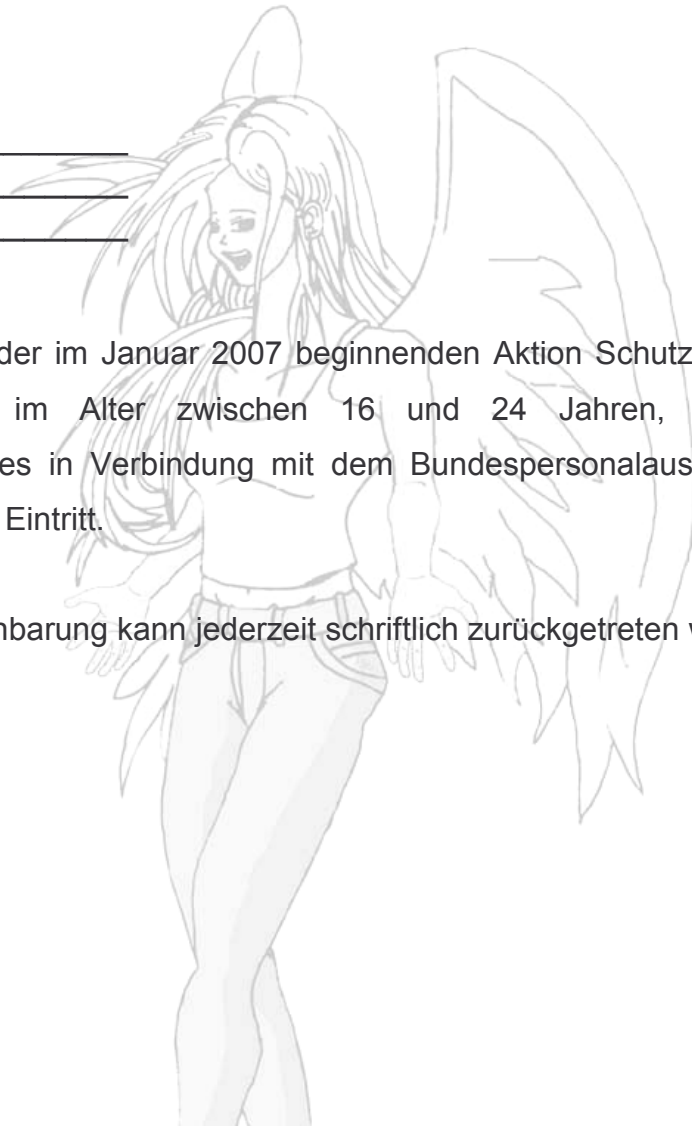 der im Januar 2007 beginnenden Aktion Schutz
im Alter zwischen 16 und 24 Jahren,
es in Verbindung mit dem Bundespersonalaus
Eintritt.
nbarung kann jederzeit schriftlich zurückgetreten w